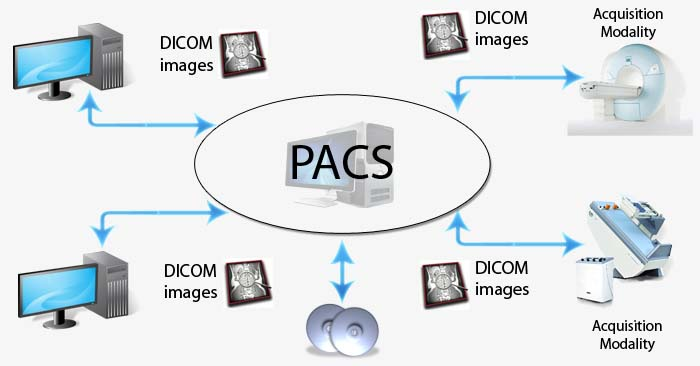 DICOM
images
DICOM
images
Acquisition
Modality
PACS
DICOM
images
DICOM
images
Acquisition
Modality